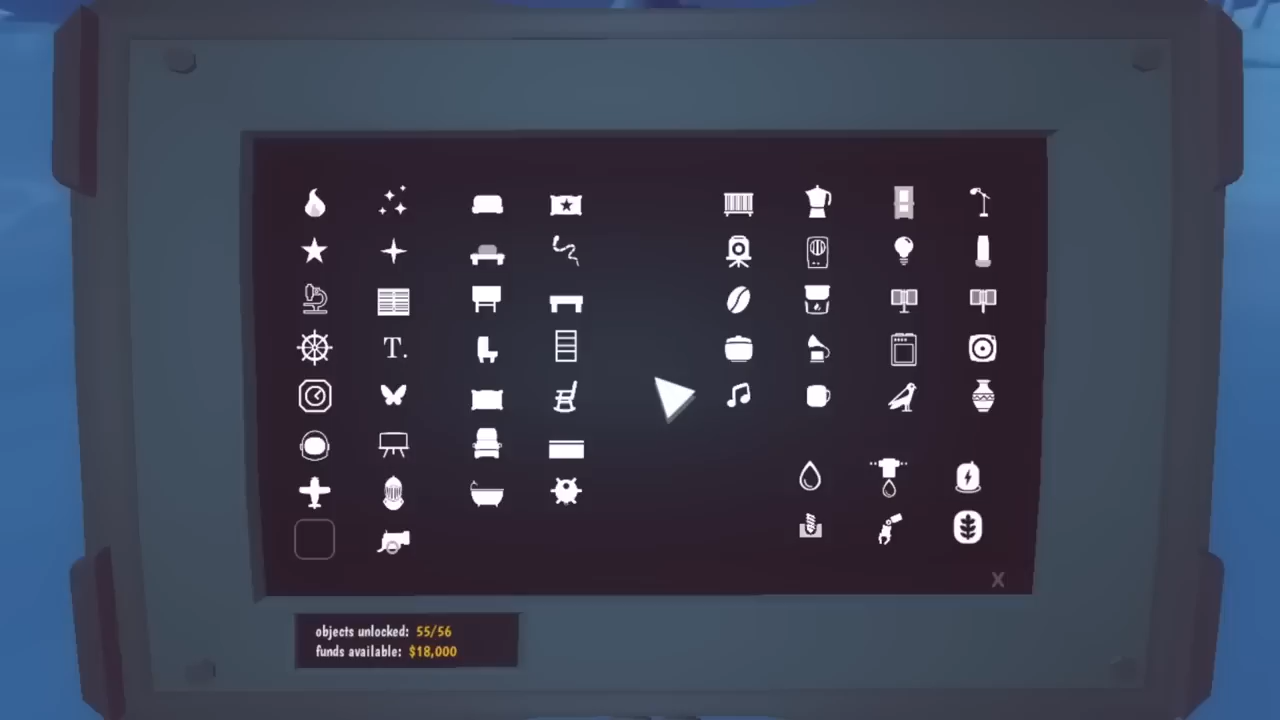 T.
X
objects unlocked: 55/56
funds available: $18,000